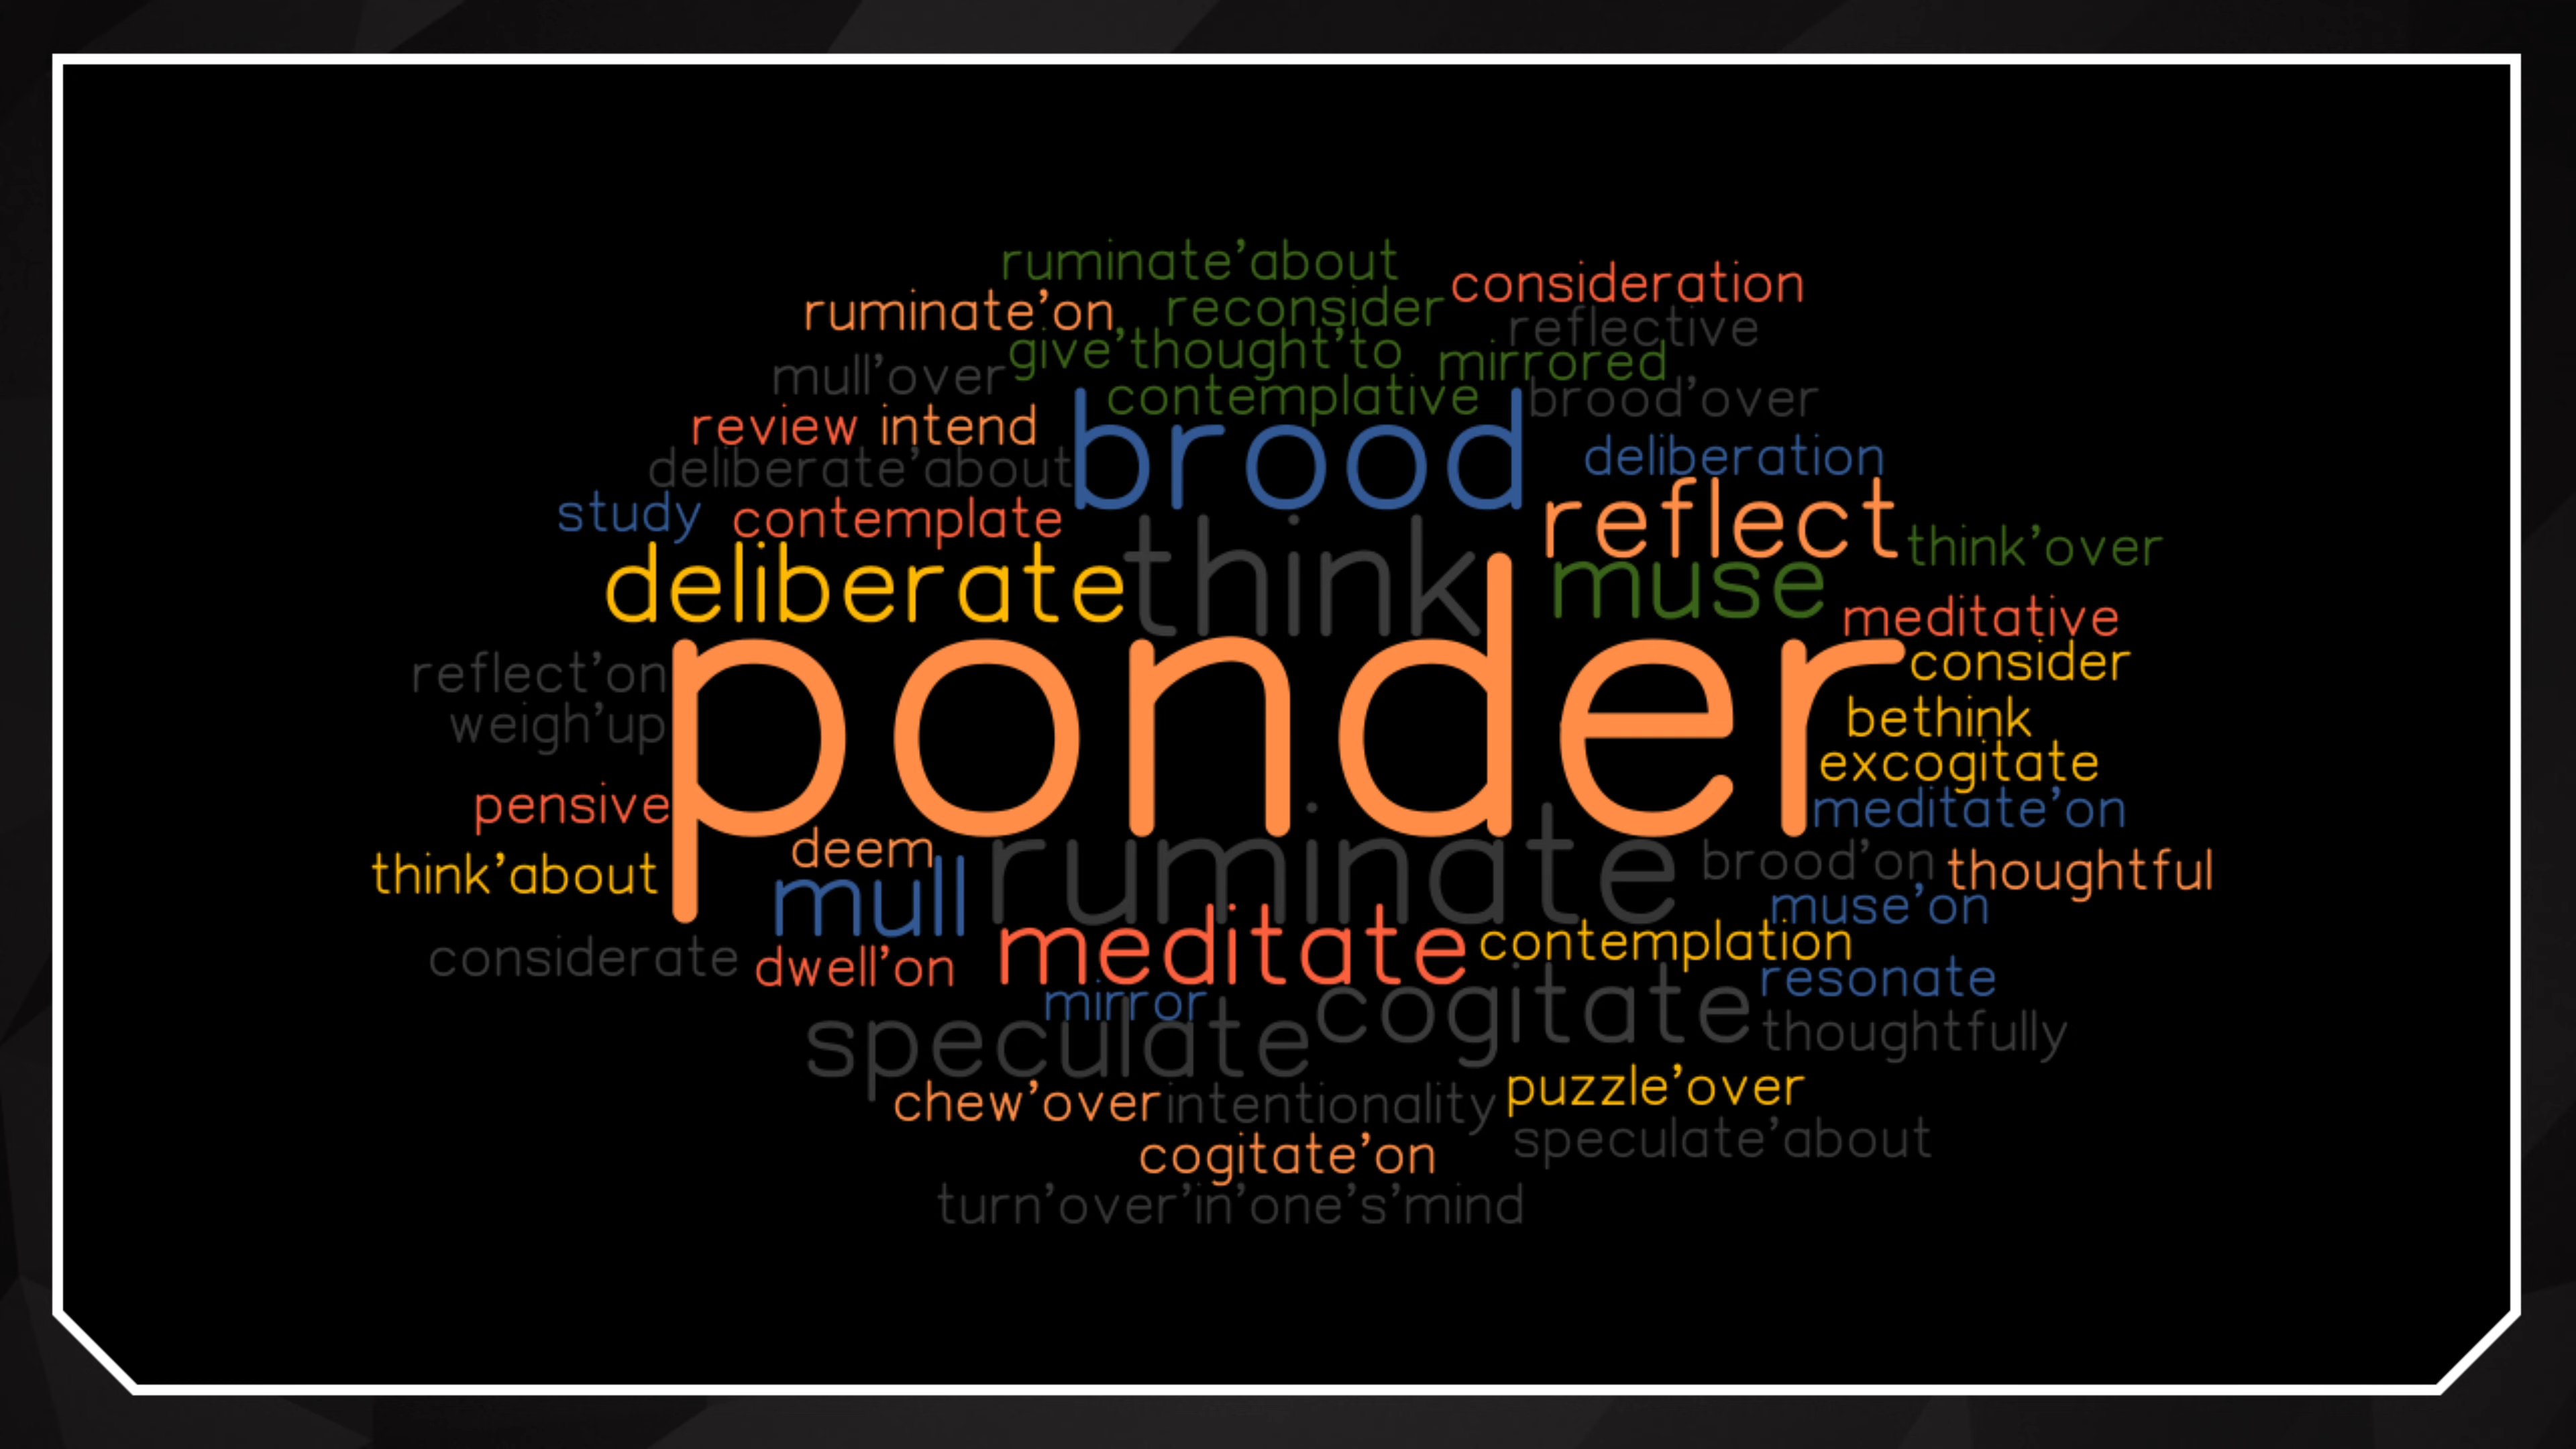 ruminate'about
consideration
ruminate'on
reconsider
reflective
give'thought'to
mirrored
mull'over
contemplative
brood'over
review
intend
brood
deliberation
deliberate'about
study
contemplate
reflect
think'over
think
deliberate
muse
meditative
consider
reflect'on
ponder
bethink
weigh'up
excogitate
pensive
meditate'on
deem
ruminate
brood'on
thoughtful
think'about
mull
muse'on
contemplation
considerate
dwell'on
meditate
resonate
mirror
cogitate
thoughtfully
speculate
puzzle'over
chew'over
intentionality
speculate'about
cogitate'on
turn'over'in'one's'mind